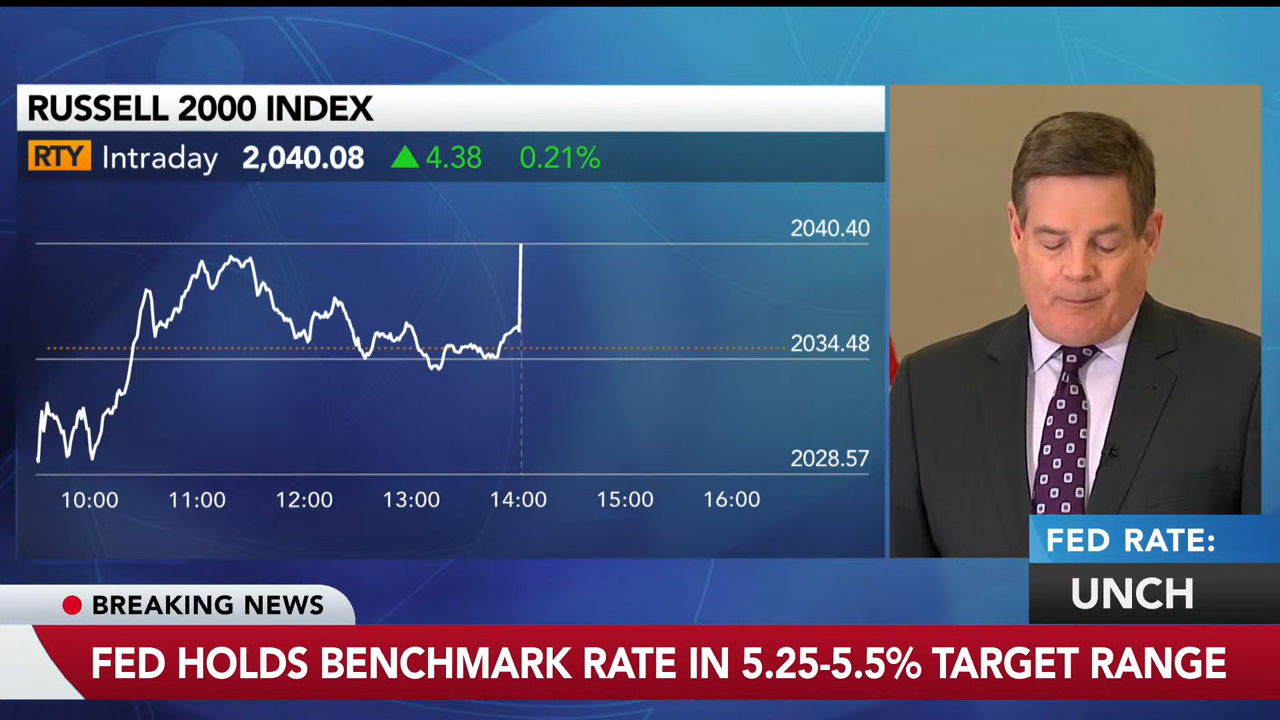 RUSSELL 2000 INDEX
RTY Intraday 2,040.08 ▲4.38 0.21%
2040.40
2034.48
2028.57
10:00 11:00 12:00 13:00 14:00 15:00 16:00
FED RATE:
UNCH
BREAKING NEWS
FED HOLDS BENCHMARK RATE IN 5.25-5.5% TARGET RANGE